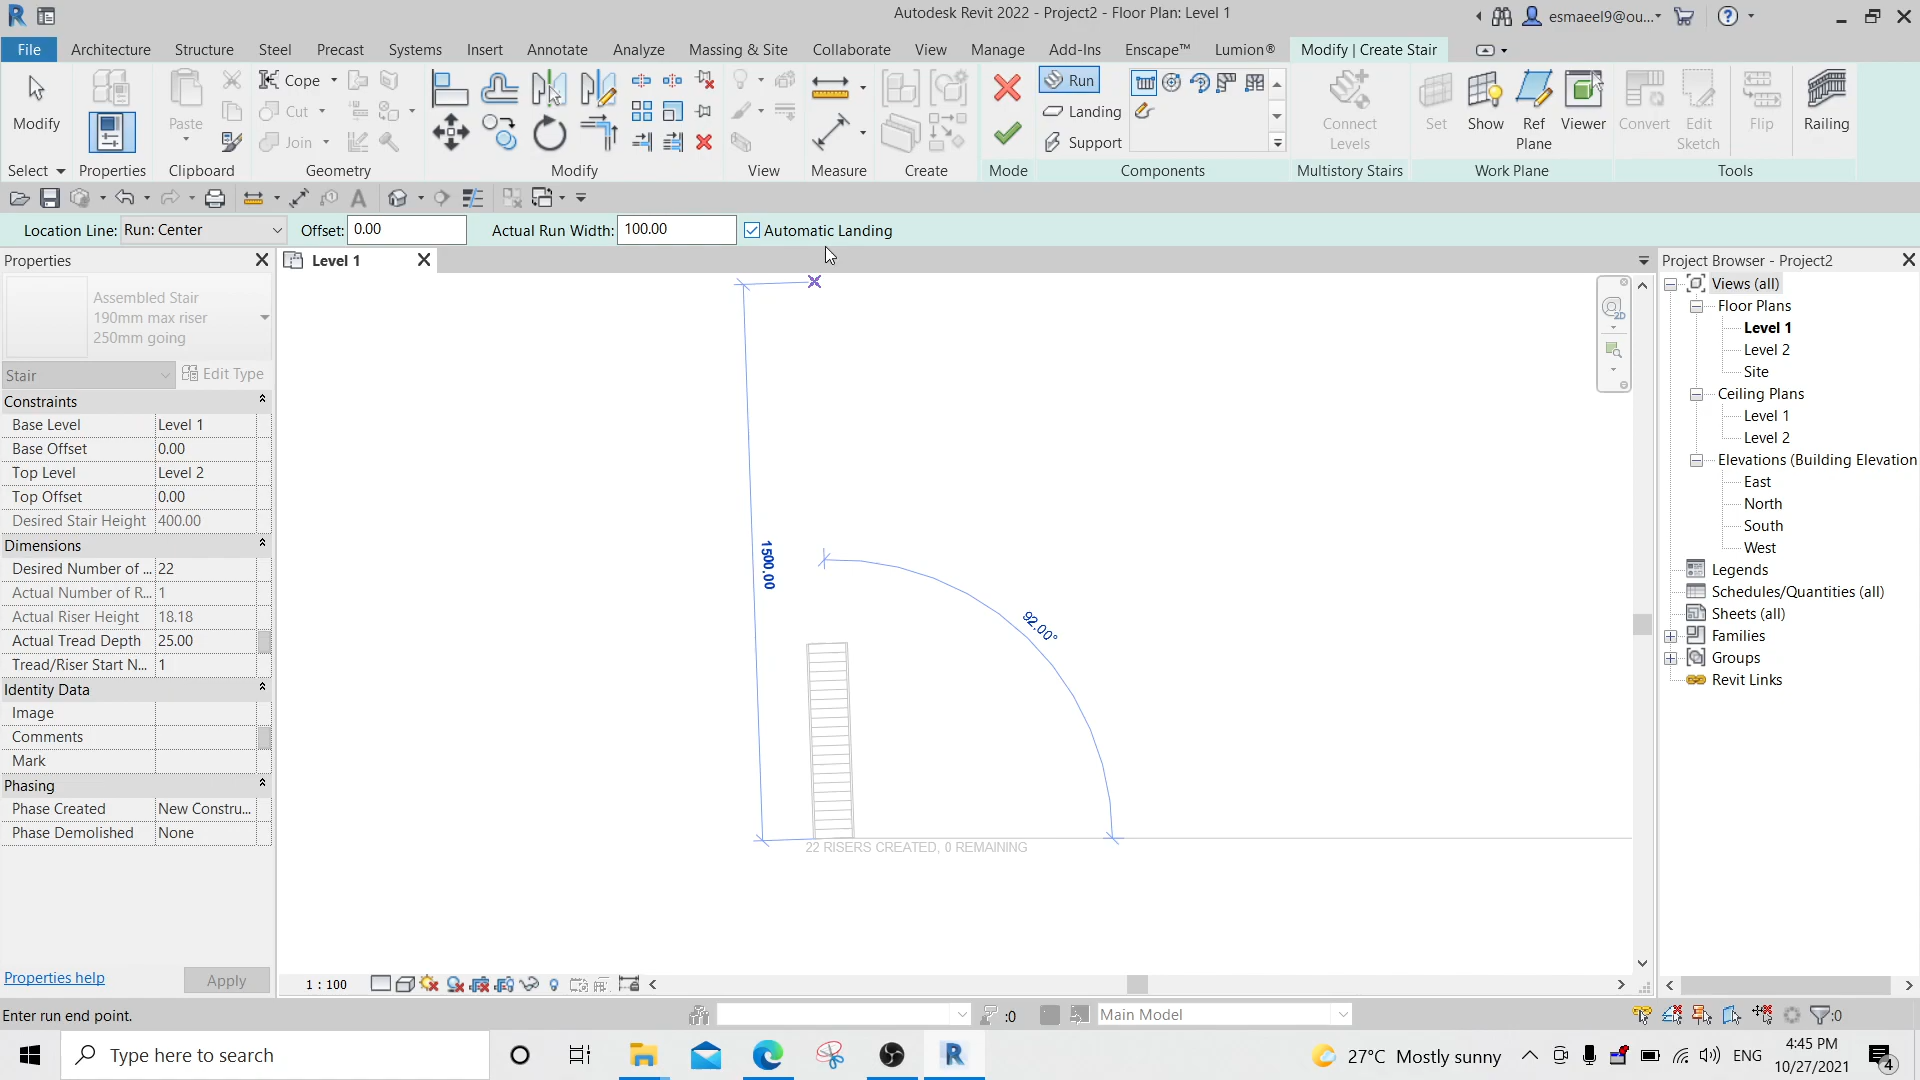 Autodesk Revit 2022 - Project2 - Floor Plan: Level 1
esmaeel9@ou...
File Architecture Structure Steel Precast Systems Insert Annotate Analyze Massing & Site Collaborate View Manage Add-Ins Enscape™ Lumion® Modify | Create Stair
Modify Paste Cope Cut Join Run Landing Support Connect Levels Set Show Ref Plane Viewer Convert Edit Sketch Flip Railing
Select Properties Clipboard Geometry Modify View Measure Create Mode Components Multistory Stairs Work Plane Tools
Location Line: Run: Center Offset: 0.00 Actual Run Width: 100.00 Automatic Landing
Properties
Level 1
Project Browser - Project2
Assembled Stair
190mm max riser
250mm going
Stair Edit Type
Constraints
Base Level Level 1
Base Offset 0.00
Top Level Level 2
Top Offset 0.00
Desired Stair Height 400.00
Dimensions
Desired Number of ... 22
Actual Number of R... 1
Actual Riser Height 18.18
Actual Tread Depth 25.00
Tread/Riser Start N... 1
Identity Data
Image
Comments
Mark
Phasing
Phase Created New Constru...
Phase Demolished None
Properties help Apply
1500.00
92.00°
22 RISERS CREATED, 0 REMAINING
2D
Views (all)
Floor Plans
Level 1
Level 2
Site
Ceiling Plans
Level 1
Level 2
Elevations (Building Elevation
East
North
South
West
Legends
Schedules/Quantities (all)
Sheets (all)
Families
Groups
Revit Links
1 : 100
Enter run end point.
:0
Main Model
:0
Type here to search
27°C Mostly sunny
ENG
4:45 PM
10/27/2021
4